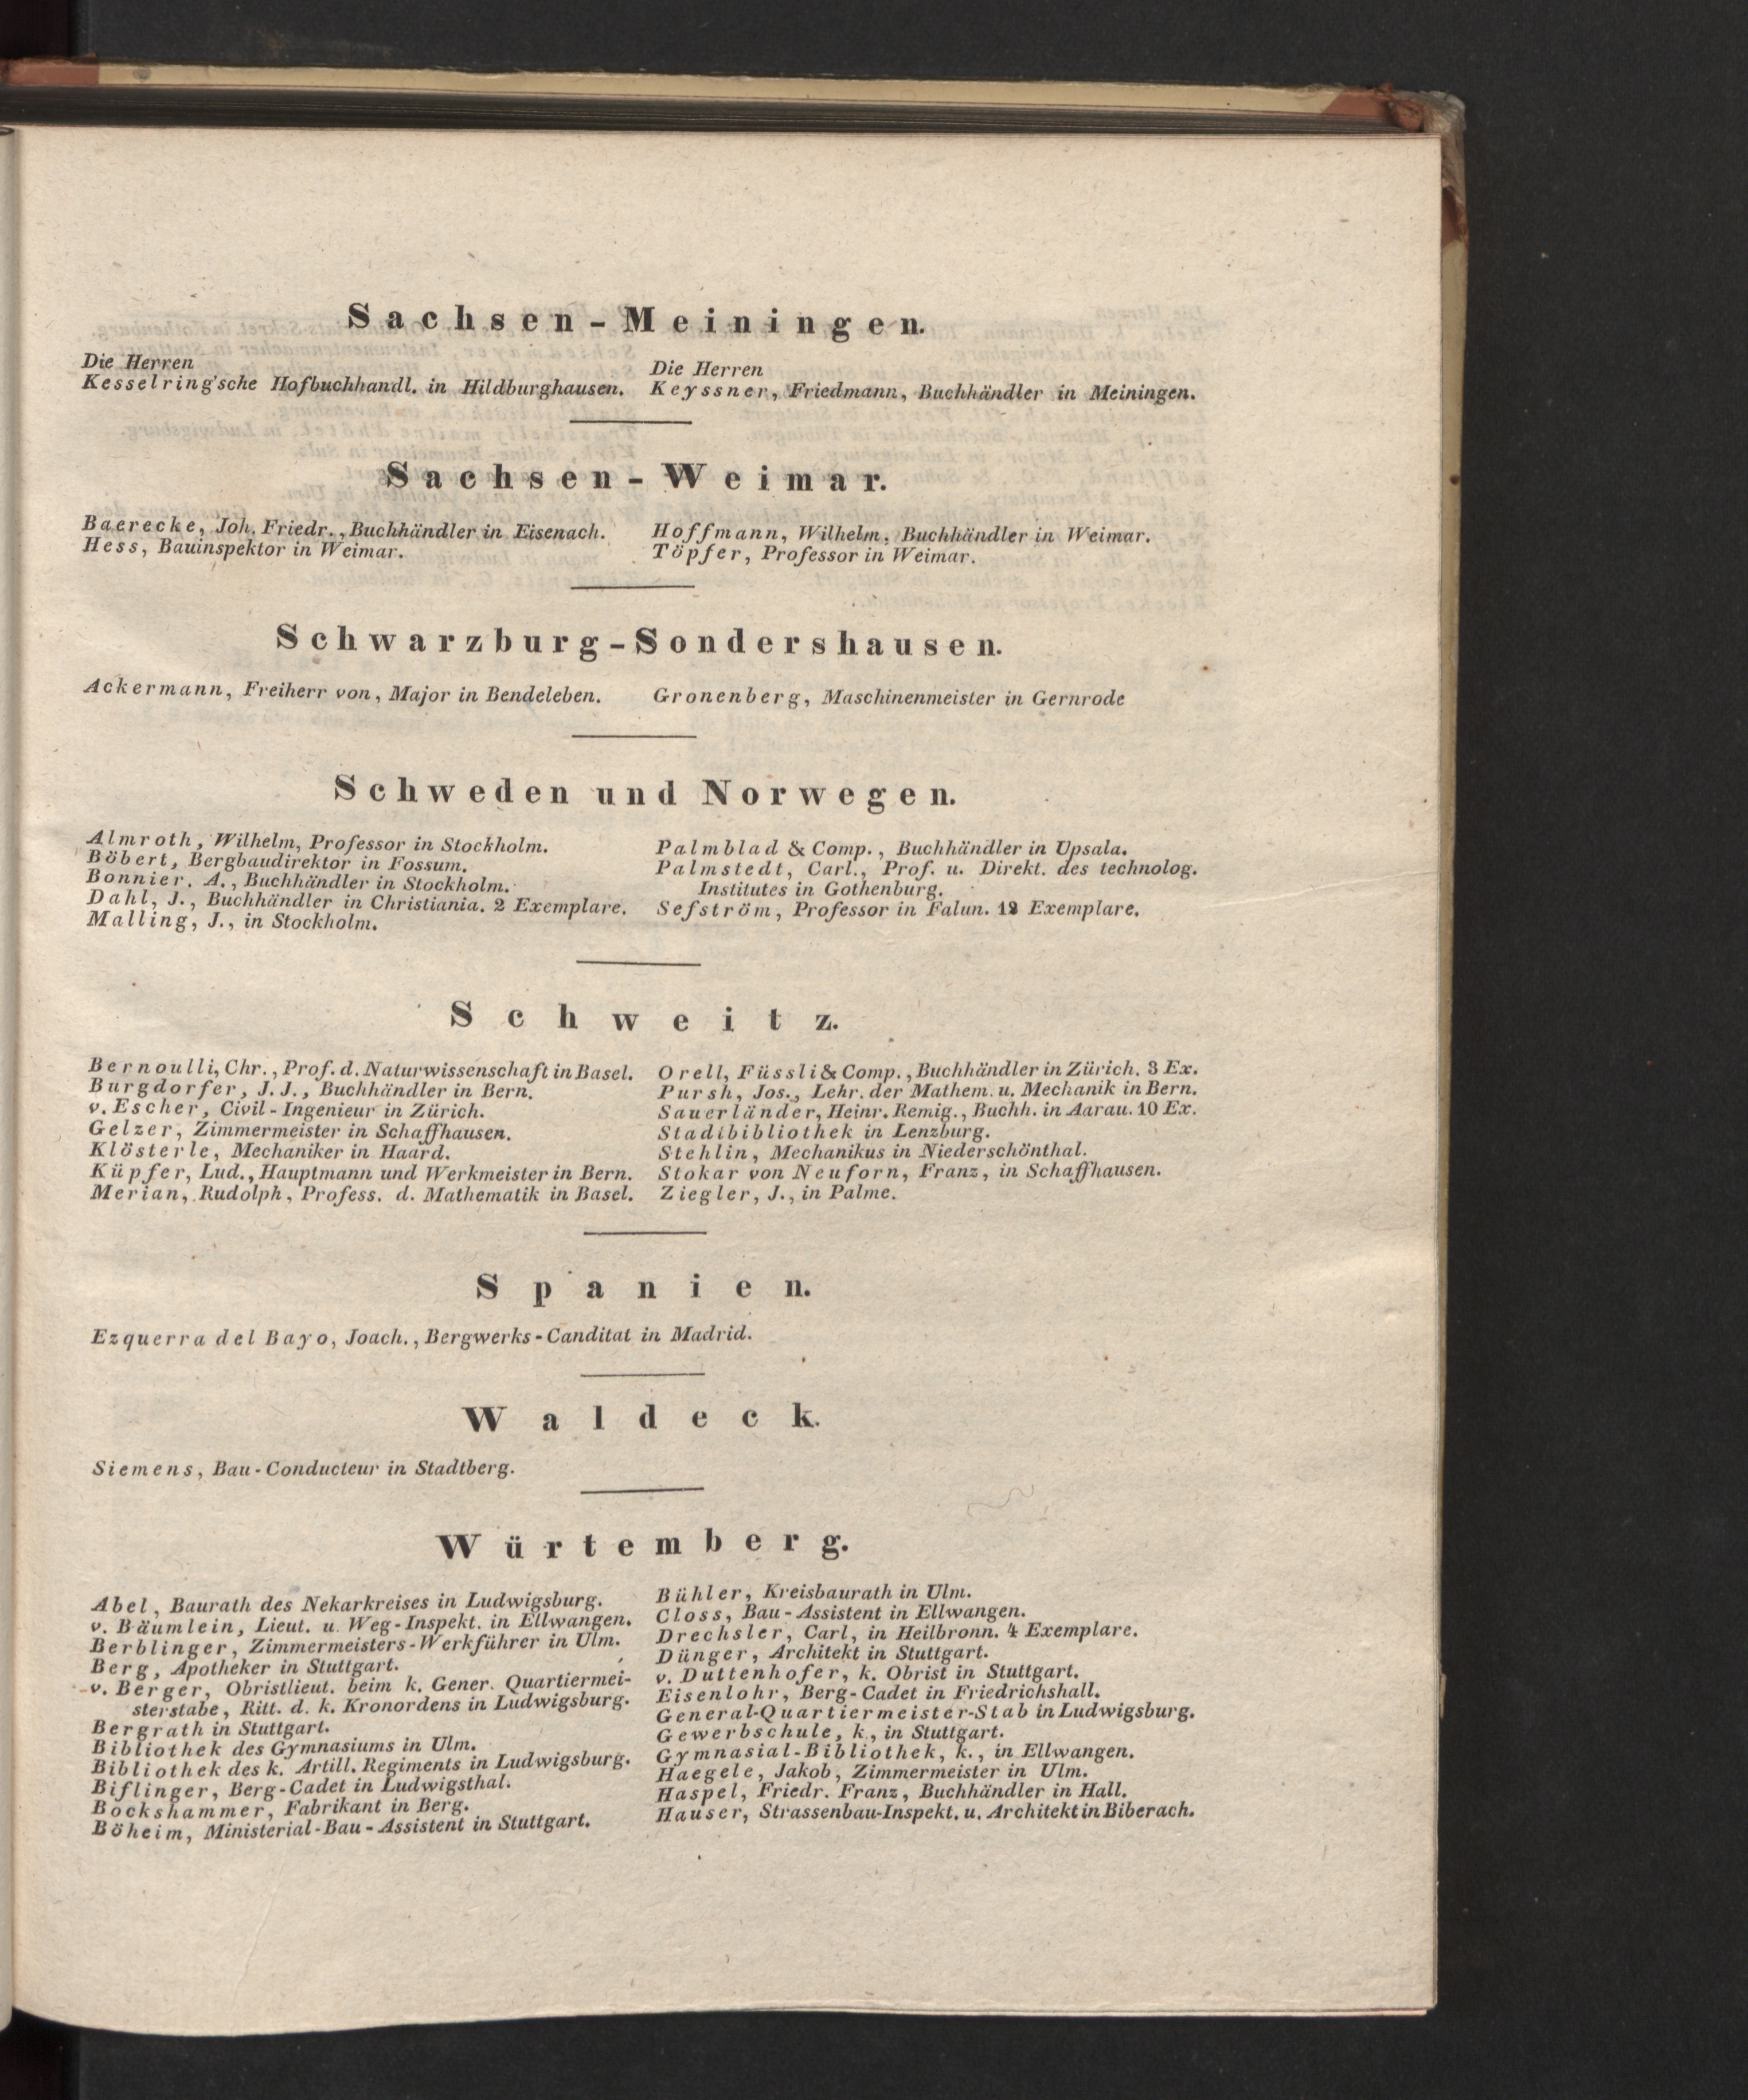 Sachsen-Meiningen.
Die Herren
Kesselring'sche Hofbuchhandl. in Hildburghausen.
Die Herren
Keyssner, Friedmann, Buchhändler in Meiningen.
Sachsen-Weimar.
Baerecke, Joh. Friedr., Buchhändler in Eisenach.
Hess, Bauinspektor in Weimar.
Hoffmann, Wilhelm, Buchhändler in Weimar.
Töpfer, Professor in Weimar.
Schwarzburg-Sondershausen.
Ackermann, Freiherr von, Major in Bendeleben.
Gronenberg, Maschinenmeister in Gernrode
Schweden und Norwegen.
Almroth, Wilhelm, Professor in Stockholm.
Böbert, Bergbaudirektor in Fossum.
Bonnier. A., Buchhändler in Stockholm.
Dahl, J., Buchhändler in Christiania. 2 Exemplare.
Malling, J., in Stockholm.
Palmblad & Comp., Buchhändler in Upsala.
Palmstedt, Carl., Prof. u. Direkt. des technolog.
Institutes in Gothenburg.
Sefström, Professor in Falun. 12 Exemplare.
Schweitz.
Bernoulli, Chr., Prof. d. Naturwissenschaft in Basel.
Burgdorfer, J. J., Buchhändler in Bern.
v. Escher, Civil-Ingenieur in Zürich.
Gelzer, Zimmermeister in Schaffhausen.
Klösterle, Mechaniker in Haard.
Küpfer, Lud., Hauptmann und Werkmeister in Bern.
Merian, Rudolph, Profess. d. Mathematik in Basel.
Orell, Füssli & Comp., Buchhändler in Zürich. 3 Ex.
Pursh, Jos., Lehr. der Mathem. u. Mechanik in Bern.
Sauerländer, Heinr. Remig., Buchh. in Aarau. 10 Ex.
Stadtbibliothek in Lenzburg.
Stehlin, Mechanikus in Niederschönthal.
Stokar von Neuforn, Franz, in Schaffhausen.
Ziegler, J., in Palme.
Spanien.
Ezquerra del Bayo, Joach., Bergwerks-Canditat in Madrid.
Waldeck.
Siemens, Bau-Conducteur in Stadtberg.
Würtemberg.
Abel, Baurath des Nekarkreises in Ludwigsburg.
v. Bäumlein, Lieut. u. Weg-Inspekt. in Ellwangen.
Berblinger, Zimmermeisters-Werkführer in Ulm.
Berg, Apotheker in Stuttgart.
v. Berger, Obristlieut. beim k. Gener. Quartiermei-
sterstabe, Ritt. d. k. Kronordens in Ludwigsburg.
Bergrath in Stuttgart.
Bibliothek des Gymnasiums in Ulm.
Bibliothek des k. Artill. Regiments in Ludwigsburg.
Biflinger, Berg-Cadet in Ludwigsthal.
Bockshammer, Fabrikant in Berg.
Böheim, Ministerial-Bau-Assistent in Stuttgart.
Bühler, Kreisbaurath in Ulm.
Closs, Bau-Assistent in Ellwangen.
Drechsler, Carl, in Heilbronn. 4 Exemplare.
Dünger, Architekt in Stuttgart.
v. Duttenhofer, k. Obrist in Stuttgart.
Eisenlohr, Berg-Cadet in Friedrichshall.
General-Quartiermeister-Stab in Ludwigsburg.
Gewerbschule, k., in Stuttgart.
Gymnasial-Bibliothek, k., in Ellwangen.
Haegele, Jakob, Zimmermeister in Ulm.
Haspel, Friedr. Franz, Buchhändler in Hall.
Hauser, Strassenbau-Inspekt. u. Architekt in Biberach.